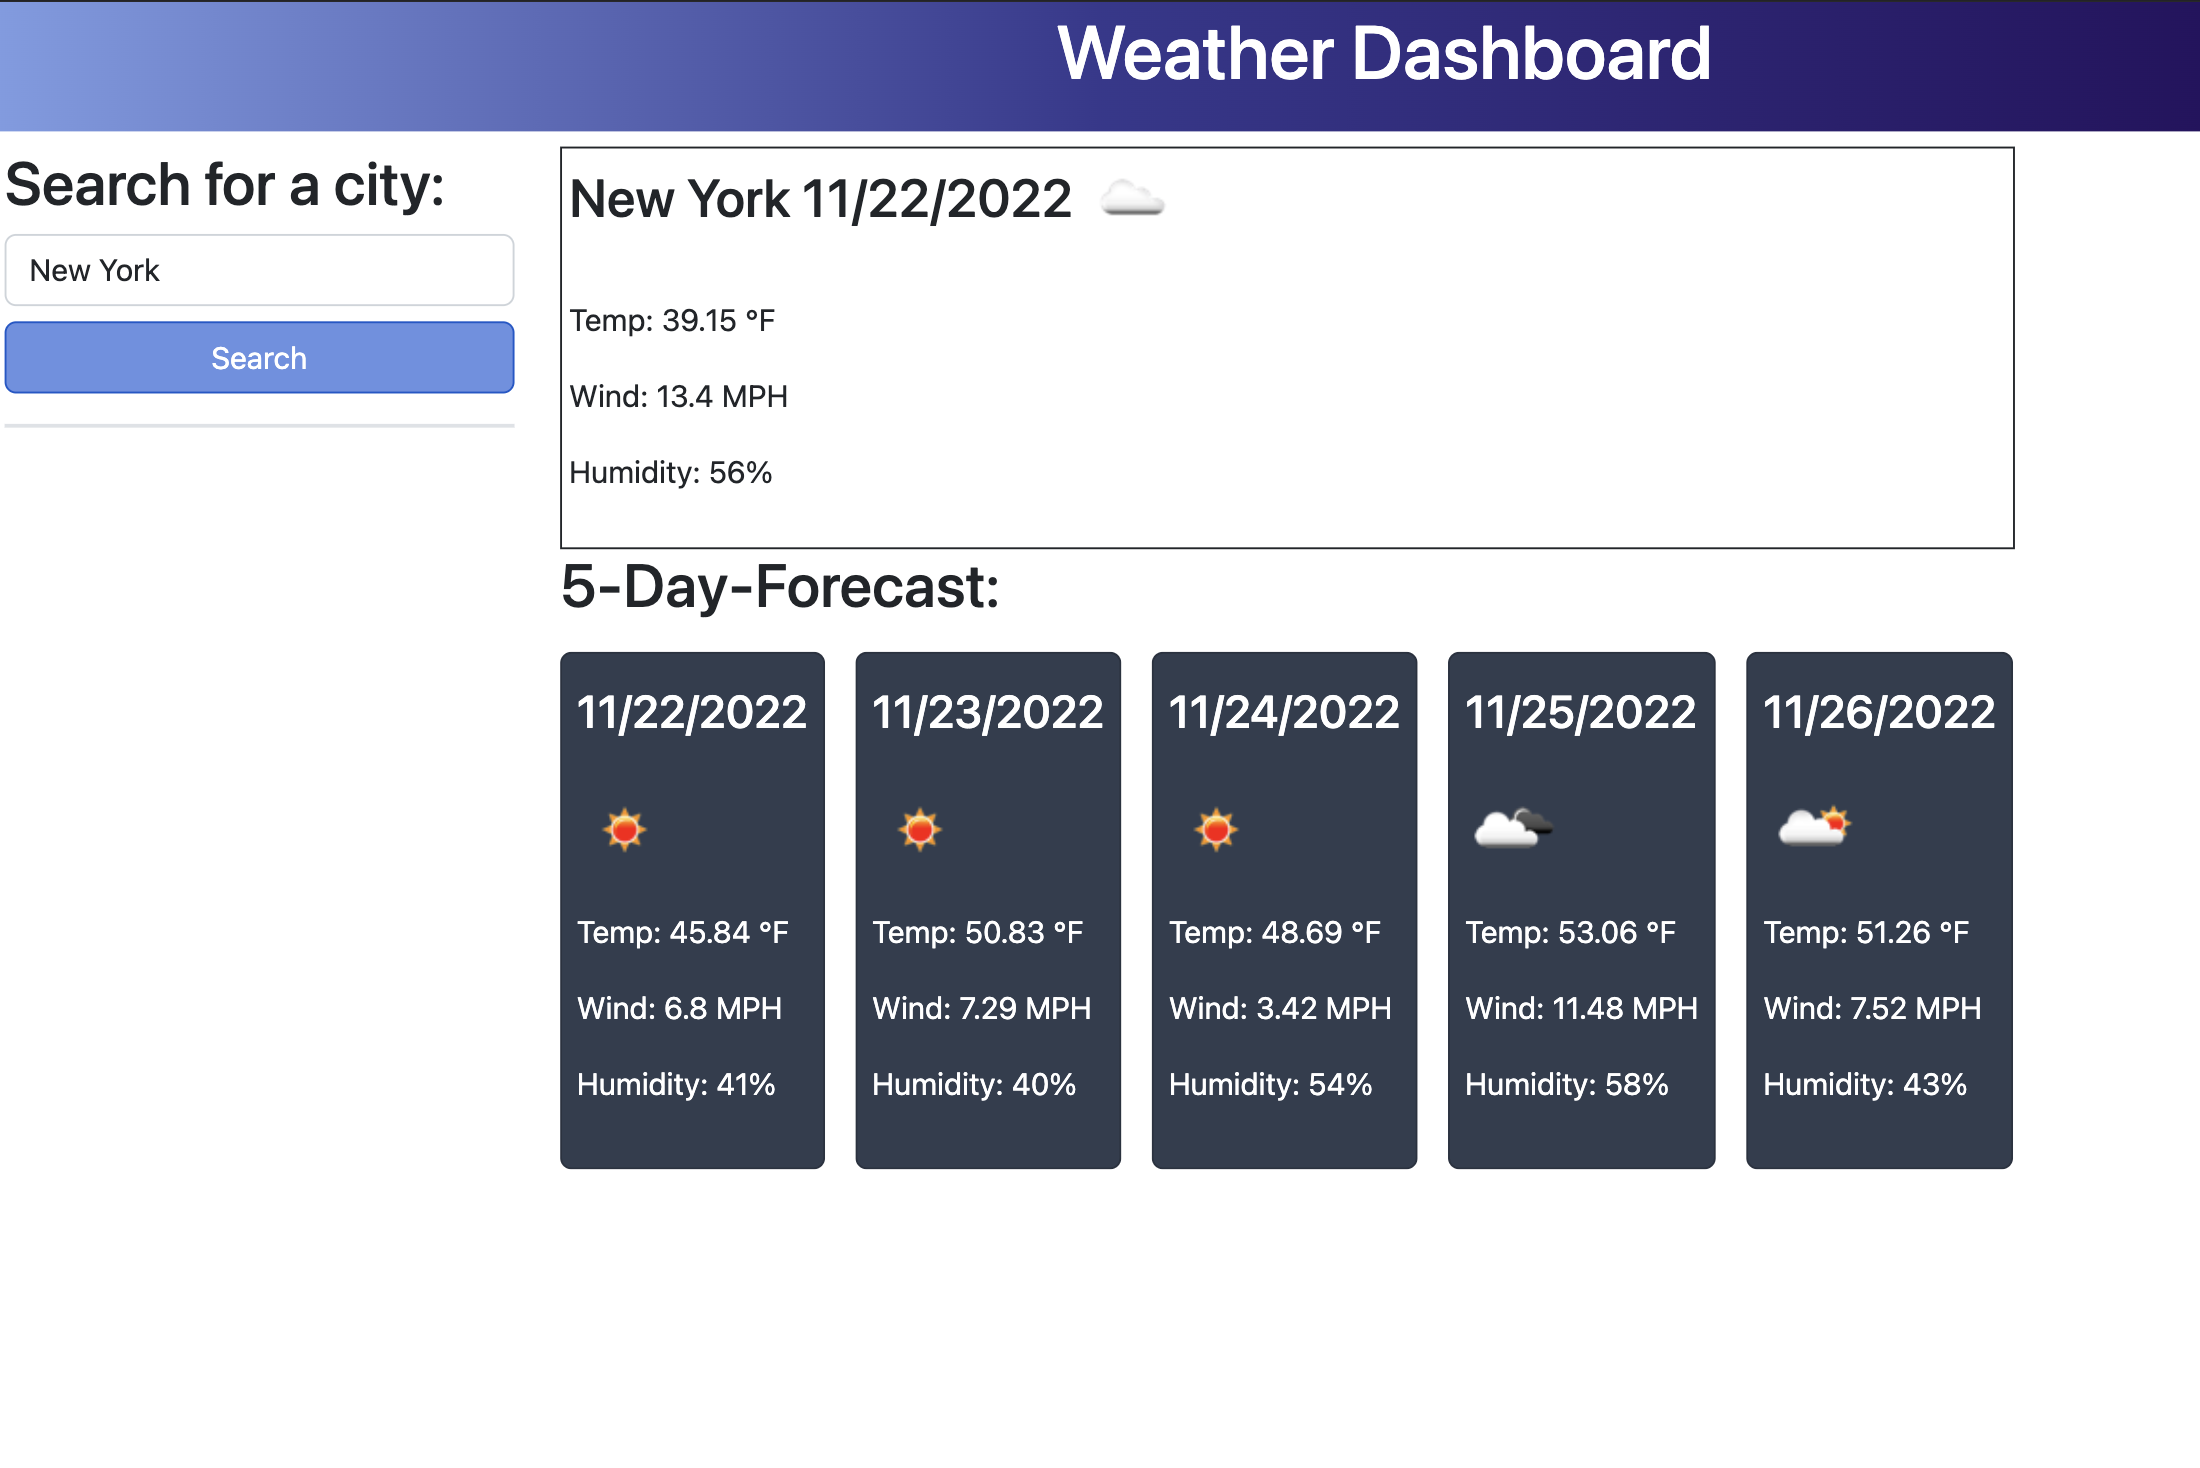 Weather Dashboard
Search for a city:
New York
Search
New York 11/22/2022
Temp: 39.15 °F
Wind: 13.4 MPH
Humidity: 56%
5-Day-Forecast:
11/22/2022
Temp: 45.84 °F
Wind: 6.8 MPH
Humidity: 41%
11/23/2022
Temp: 50.83 °F
Wind: 7.29 MPH
Humidity: 40%
11/24/2022
Temp: 48.69 °F
Wind: 3.42 MPH
Humidity: 54%
11/25/2022
Temp: 53.06 °F
Wind: 11.48 MPH
Humidity: 58%
11/26/2022
Temp: 51.26 °F
Wind: 7.52 MPH
Humidity: 43%